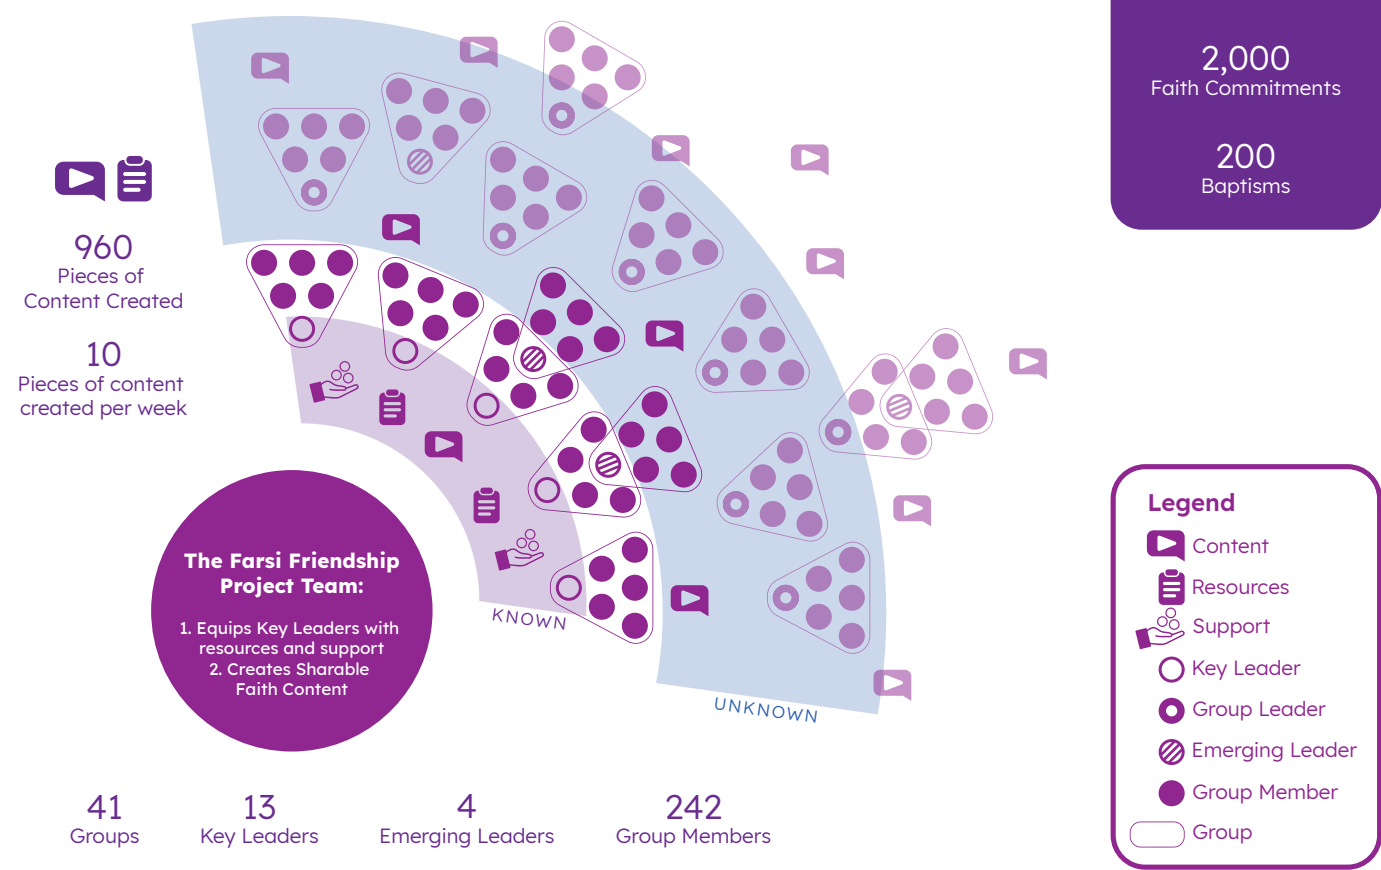 2,000
Faith Commitments
200
Baptisms
960
Pieces of
Content Created
10
Pieces of content
created per week
The Farsi Friendship
Project Team:
1. Equips Key Leaders with
resources and support
2. Creates Sharable
Faith Content
KNOWN
UNKNOWN
Legend
Content
Resources
Support
Key Leader
Group Leader
Emerging Leader
Group Member
Group
41
Groups
13
Key Leaders
4
Emerging Leaders
242
Group Members